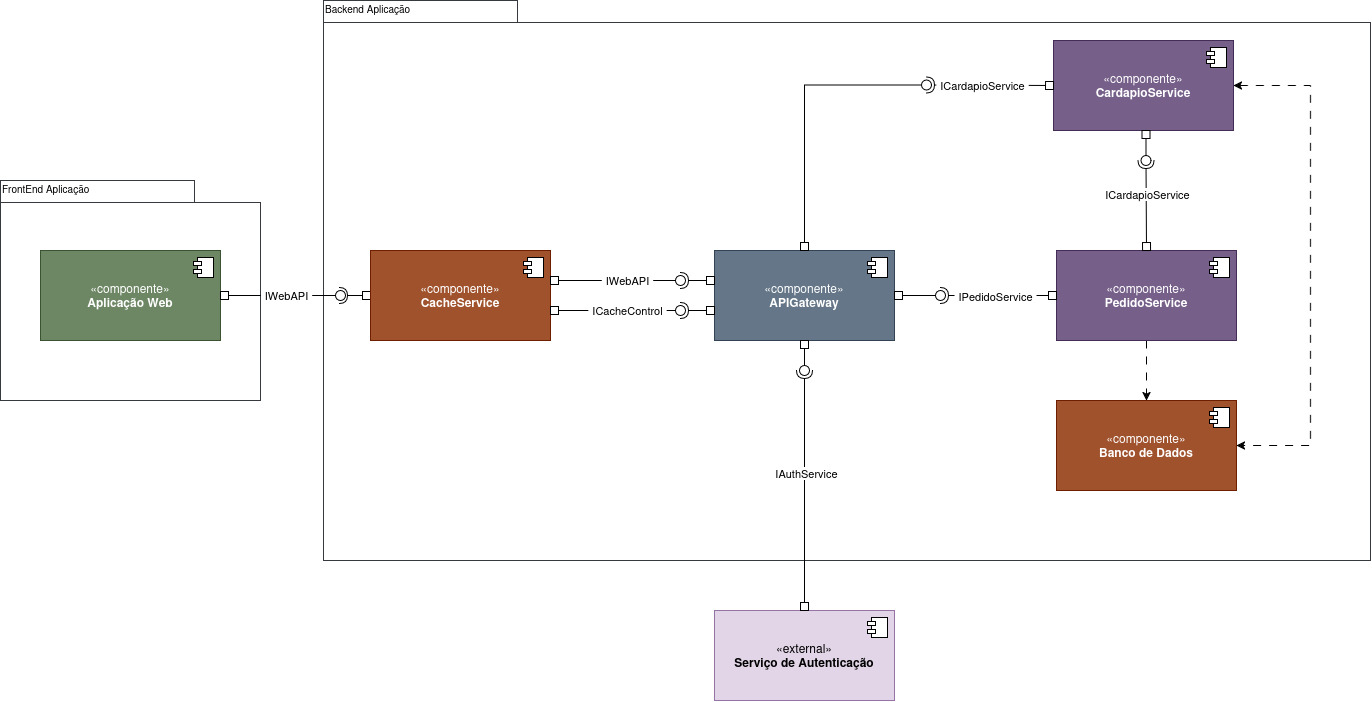 Backend Aplicação
«componente»
CardapioService
ICardapioService
ICardapioService
FrontEnd Aplicação
«componente»
Aplicação Web
IWebAPI
«componente»
CacheService
IWebAPI
ICacheControl
«componente»
APIGateway
IPedidoService
«componente»
PedidoService
«componente»
Banco de Dados
IAuthService
«external»
Serviço de Autenticação